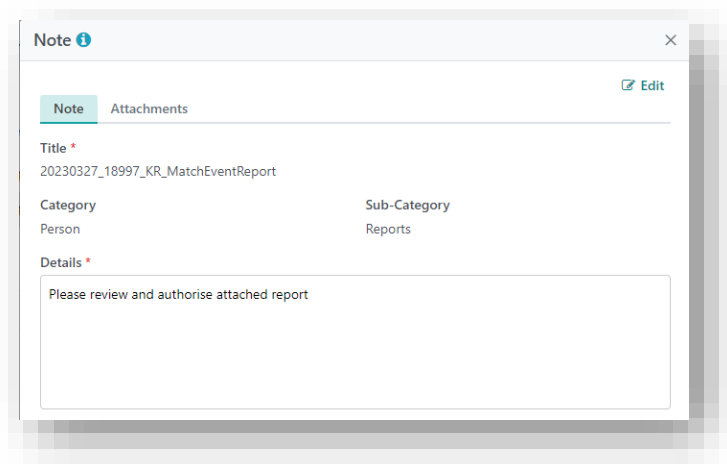 Note
Edit
Note Attachments
Title *
20230327_18997_KR_MatchEventReport
Category Sub-Category
Person Reports
Details *
Please review and authorise attached report